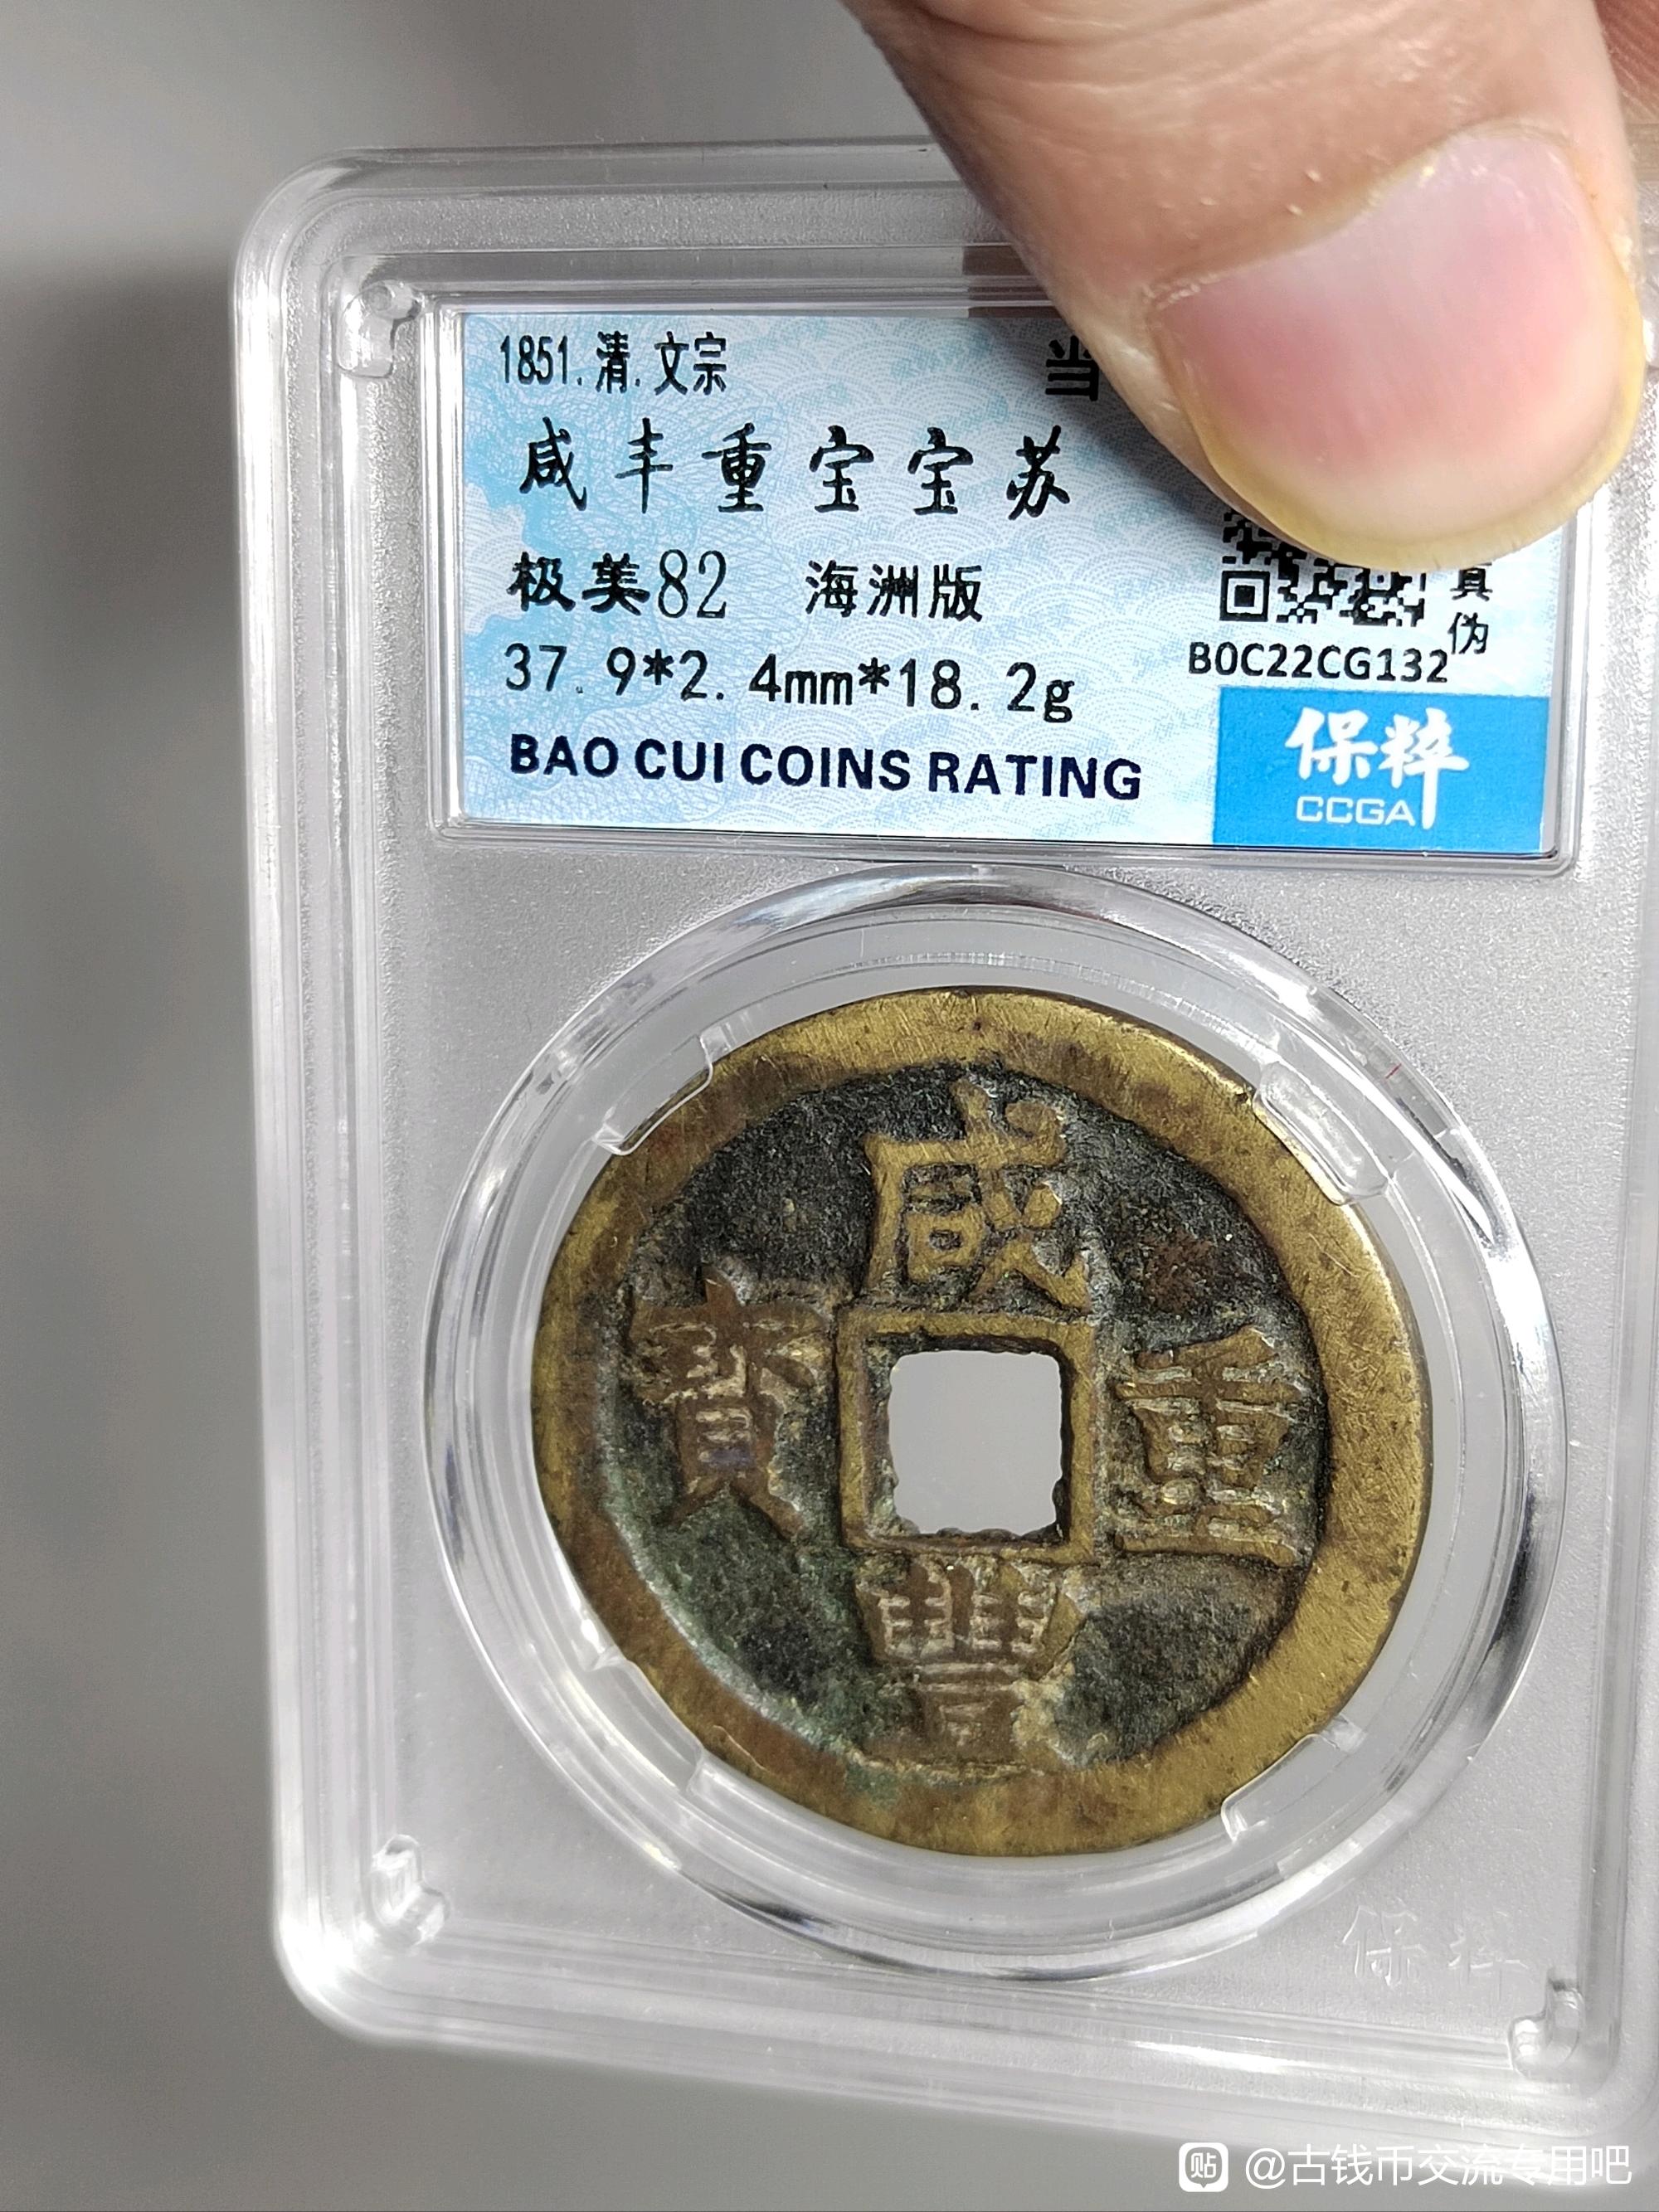 1851.清.文宗 当
咸丰重宝宝苏
极美82 海洲版
37.9*2.4mm*18.2g
BAO CUI COINS RATING
真伪
B0C22CG132
保粹
CCGA
咸
寶 重
豐
保粹
贴 @古钱币交流专用吧